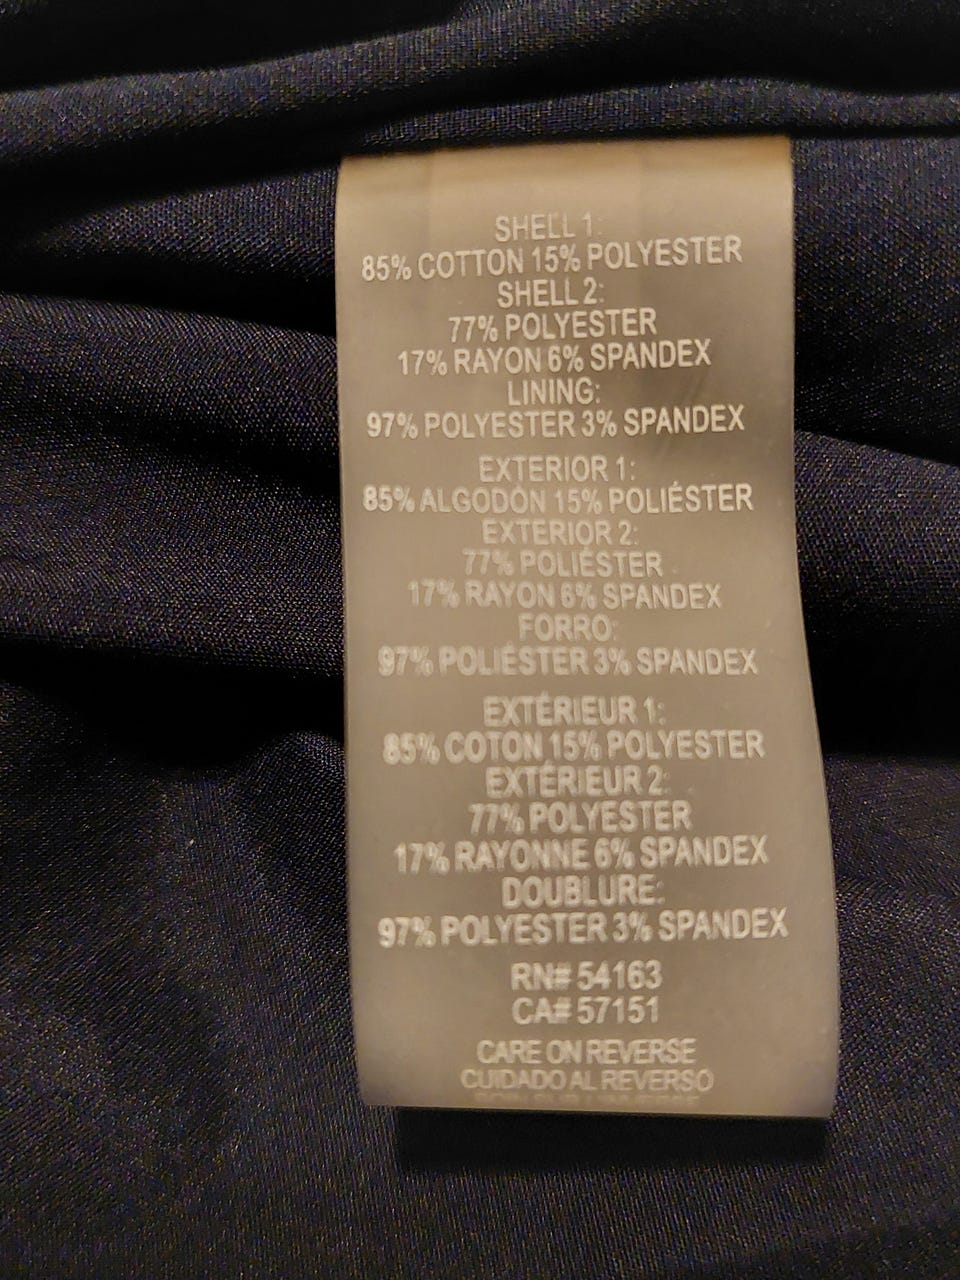 SHELL 1:
85% COTTON 15% POLYESTER
SHELL 2:
77% POLYESTER
17% RAYON 6% SPANDEX
LINING:
97% POLYESTER 3% SPANDEX
EXTERIOR 1:
85% ALGODÓN 15% POLIÉSTER
EXTERIOR 2:
77% POLIÉSTER
17% RAYON 6% SPANDEX
FORRO:
97% POLIÉSTER 3% SPANDEX
EXTÉRIEUR 1:
85% COTON 15% POLYESTER
EXTÉRIEUR 2:
77% POLYESTER
17% RAYONNE 6% SPANDEX
DOUBLURE:
97% POLYESTER 3% SPANDEX
RN# 54163
CA# 57151
CARE ON REVERSE
CUIDADO AL REVERSO